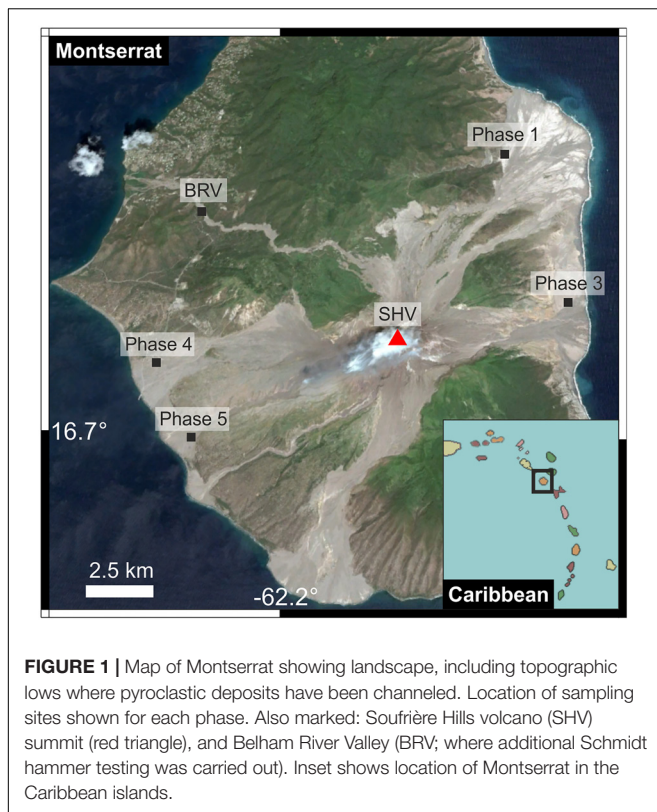 Montserrat
Phase 1
BRV
Phase 3
SHV
Phase 4
Phase 5
16.7°
2.5 km
-62.2°
Caribbean
FIGURE 1 | Map of Montserrat showing landscape, including topographic
lows where pyroclastic deposits have been channeled. Location of sampling
sites shown for each phase. Also marked: Soufrière Hills volcano (SHV)
summit (red triangle), and Belham River Valley (BRV; where additional Schmidt
hammer testing was carried out). Inset shows location of Montserrat in the
Caribbean islands.